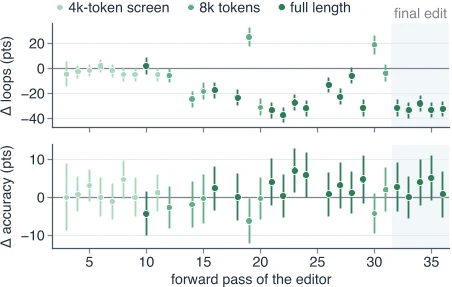 4k-token screen 8k tokens full length
final edit
Δ loops (pts)
20
0
−20
−40
Δ accuracy (pts)
10
0
−10
5 10 15 20 25 30 35
forward pass of the editor